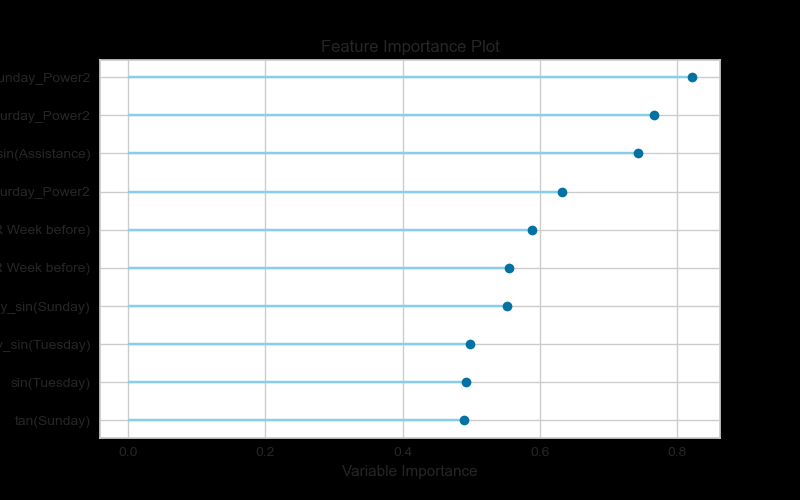 Feature Importance Plot
unday_Power2
urday_Power2
sin(Assistance)
urday_Power2
Week before)
Week before)
y_sin(Sunday)
_sin(Tuesday)
sin(Tuesday)
tan(Sunday)
0.0 0.2 0.4 0.6 0.8
Variable Importance